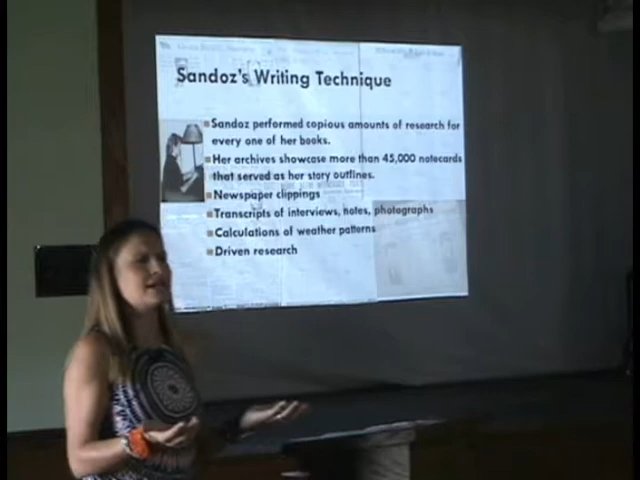 Sandoz's Writing Technique
Sandoz performed copious amounts of research for
every one of her books.
Her archives showcase more than 45,000 notecards
that served as her story outlines.
Newspaper clippings
Transcripts of interviews, notes, photographs
Calculations of weather patterns
Driven research